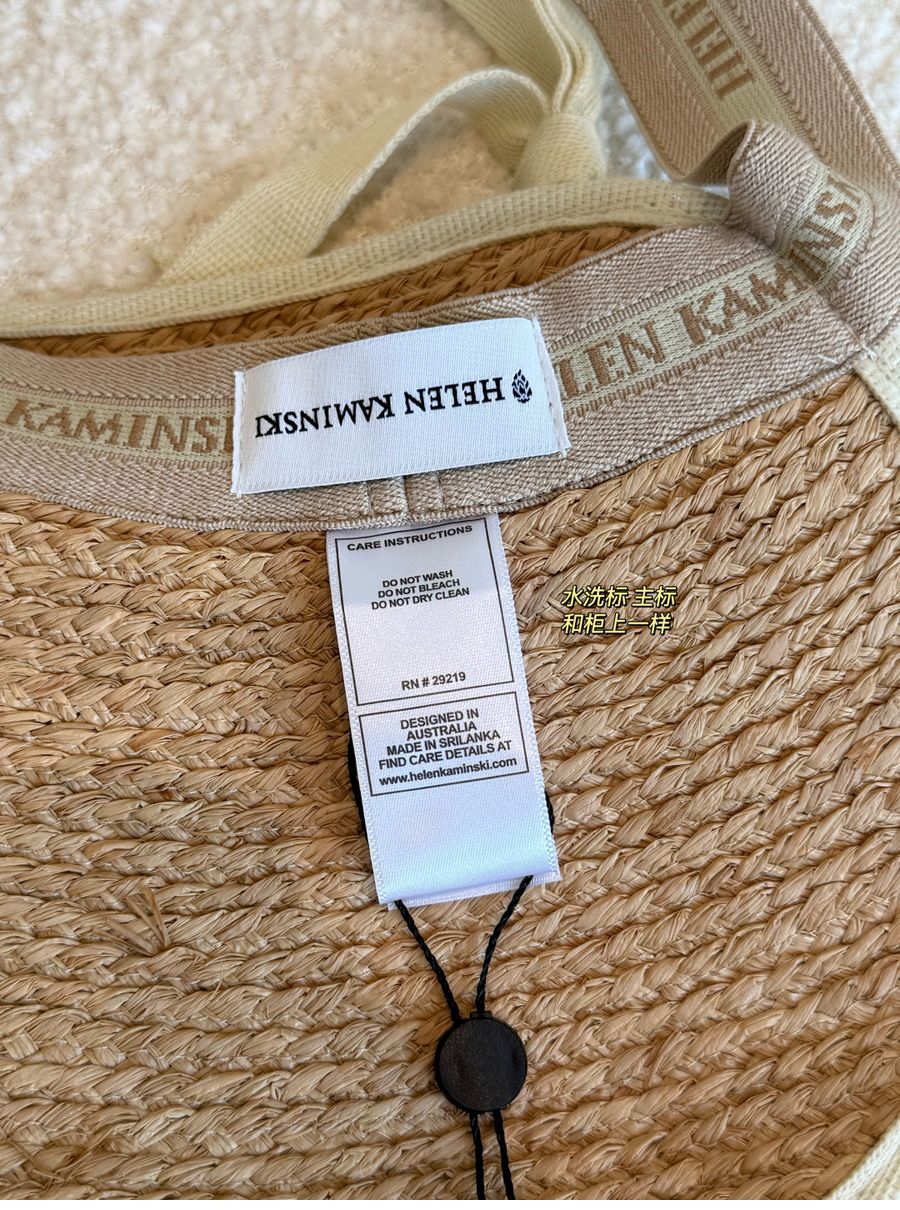 HELEN KAMINSKI
HELEN KAMINSKI
KAMINSKI
CARE INSTRUCTIONS
DO NOT WASH
DO NOT BLEACH
DO NOT DRY CLEAN
RN # 29219
DESIGNED IN
AUSTRALIA
MADE IN SRILANKA
FIND CARE DETAILS AT
www.helenkaminski.com
水洗标 主标
和柜上一样